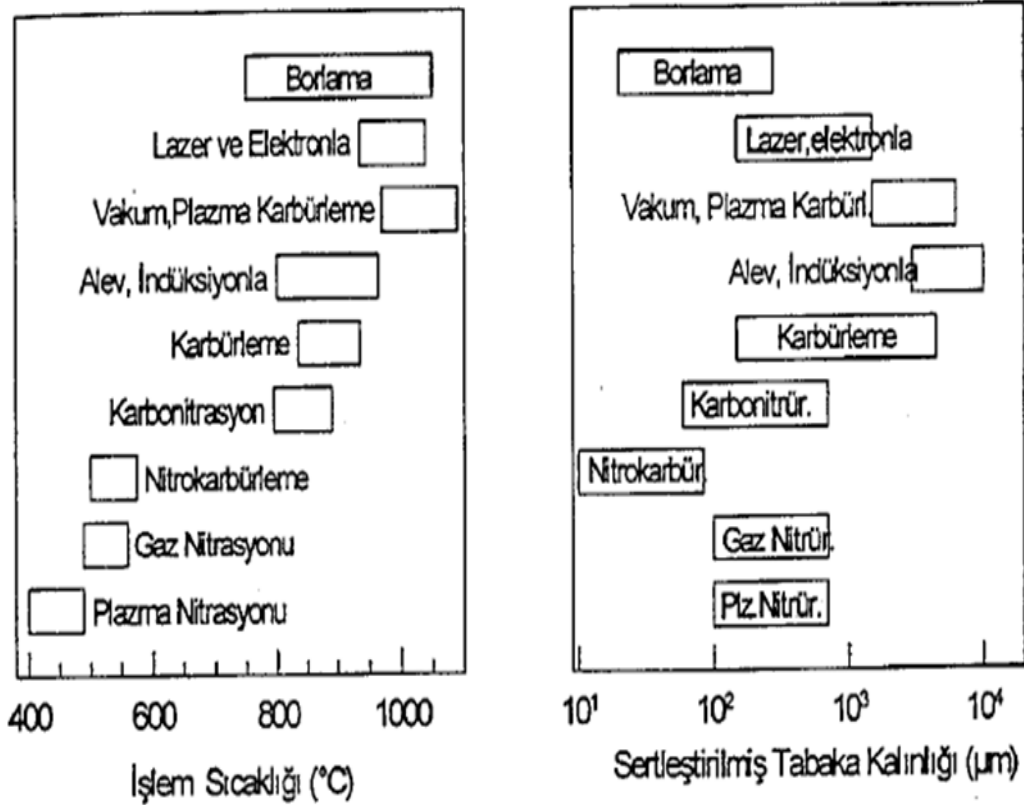 Borlama
Lazer ve Elektronla
Vakum,Plazma Karbürleme
Alev, İndüksiyonla
Karbürleme
Karbonitrasyon
Nitrokarbürleme
Gaz Nitrasyonu
Plazma Nitrasyonu
400 600 800 1000
İşlem Sıcaklığı (°C)
Borlama
Lazer,elektronla
Vakum, Plazma Karbürl.
Alev, İndüksiyonla
Karbürleme
Karbonitrür.
Nitrokarbür.
Gaz Nitrür.
Plz.Nitrür.
10¹ 10² 10³ 10⁴
Sertleştirilmiş Tabaka Kalınlığı (µm)